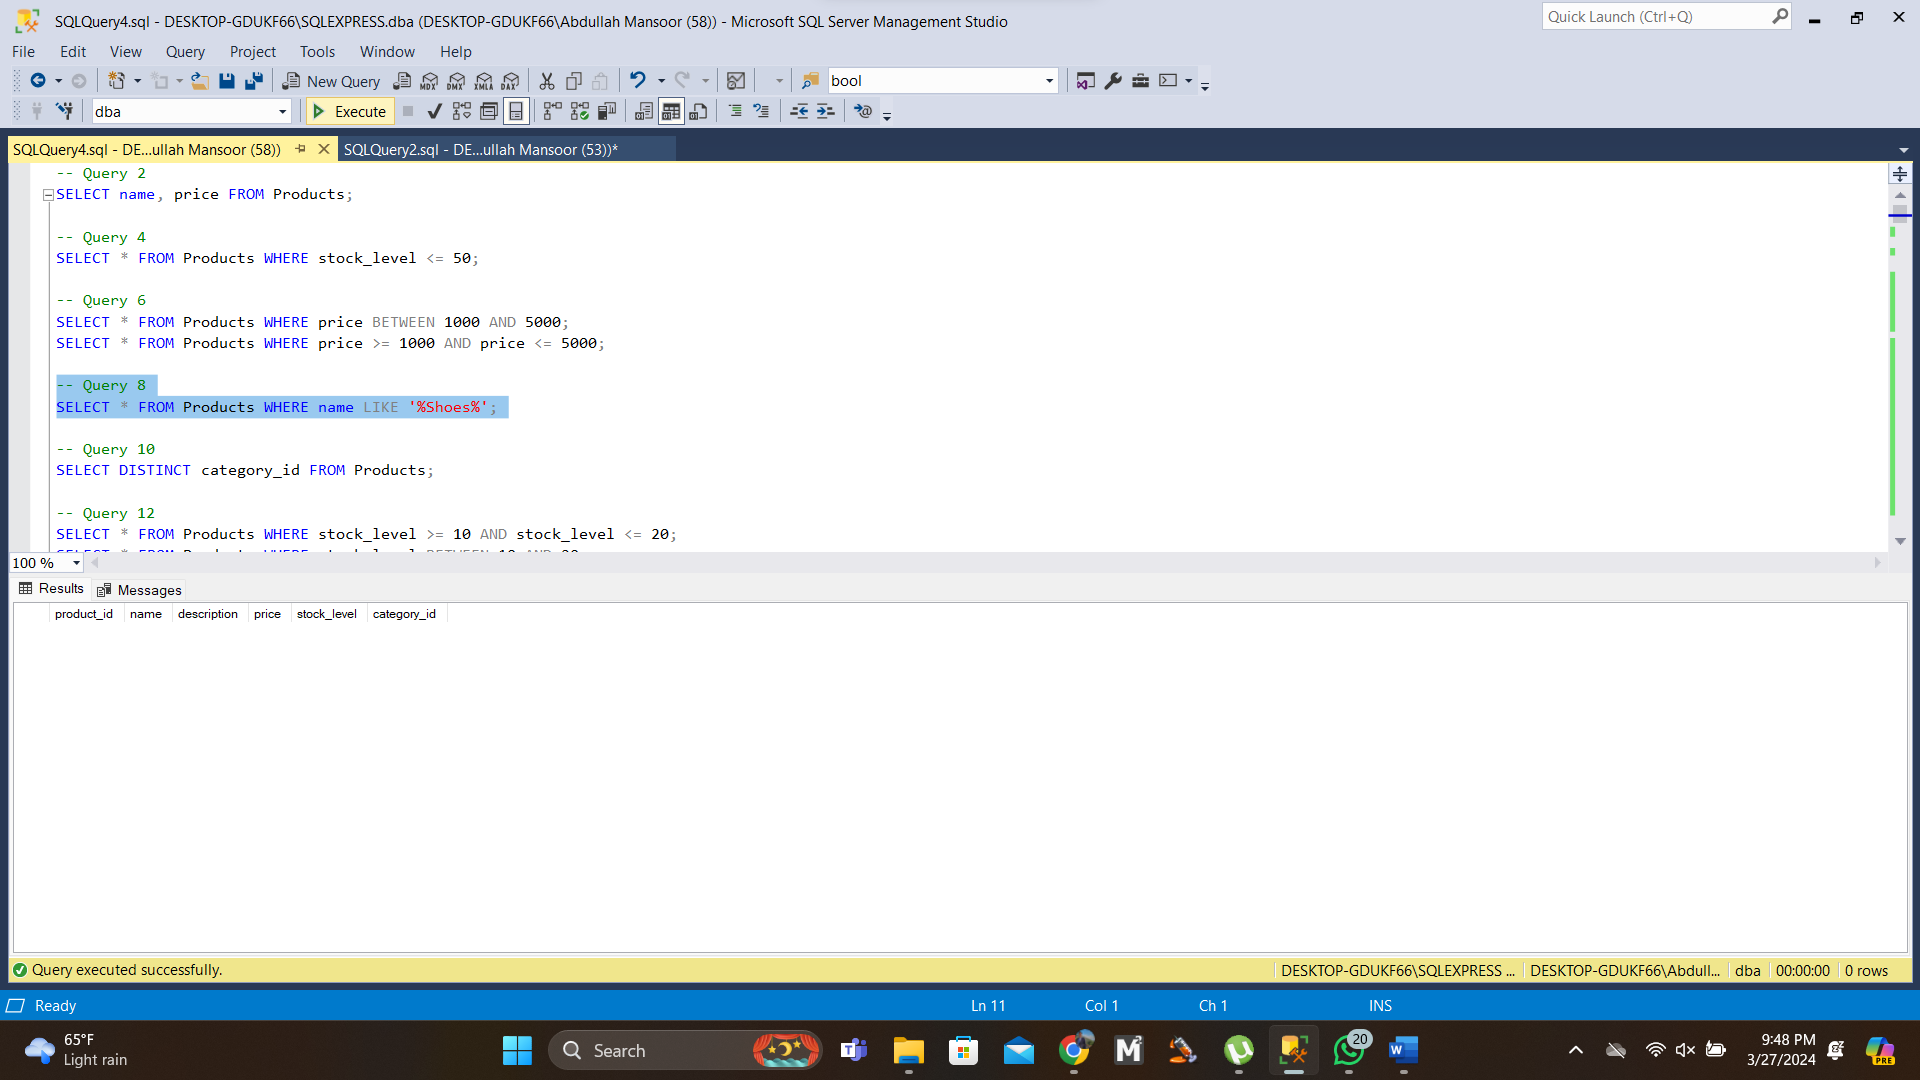 SQLQuery4.sql - DESKTOP-GDUKF66\SQLEXPRESS.dba (DESKTOP-GDUKF66\Abdullah Mansoor (58)) - Microsoft SQL Server Management Studio
Quick Launch (Ctrl+Q)
File Edit View Query Project Tools Window Help
New Query MDX DMX XMLA DAX bool
dba Execute
SQLQuery4.sql - DE...ullah Mansoor (58)) SQLQuery2.sql - DE...ullah Mansoor (53))*
-- Query 2
SELECT name, price FROM Products;
-- Query 4
SELECT * FROM Products WHERE stock_level <= 50;
-- Query 6
SELECT * FROM Products WHERE price BETWEEN 1000 AND 5000;
SELECT * FROM Products WHERE price >= 1000 AND price <= 5000;
-- Query 8
SELECT * FROM Products WHERE name LIKE '%Shoes%';
-- Query 10
SELECT DISTINCT category_id FROM Products;
-- Query 12
SELECT * FROM Products WHERE stock_level >= 10 AND stock_level <= 20;
100 %
Results Messages
product_id name description price stock_level category_id
Query executed successfully. DESKTOP-GDUKF66\SQLEXPRESS ... DESKTOP-GDUKF66\Abdull... dba 00:00:00 0 rows
Ready Ln 11 Col 1 Ch 1 INS
65°F
Light rain
Search
20
9:48 PM
3/27/2024
PRE